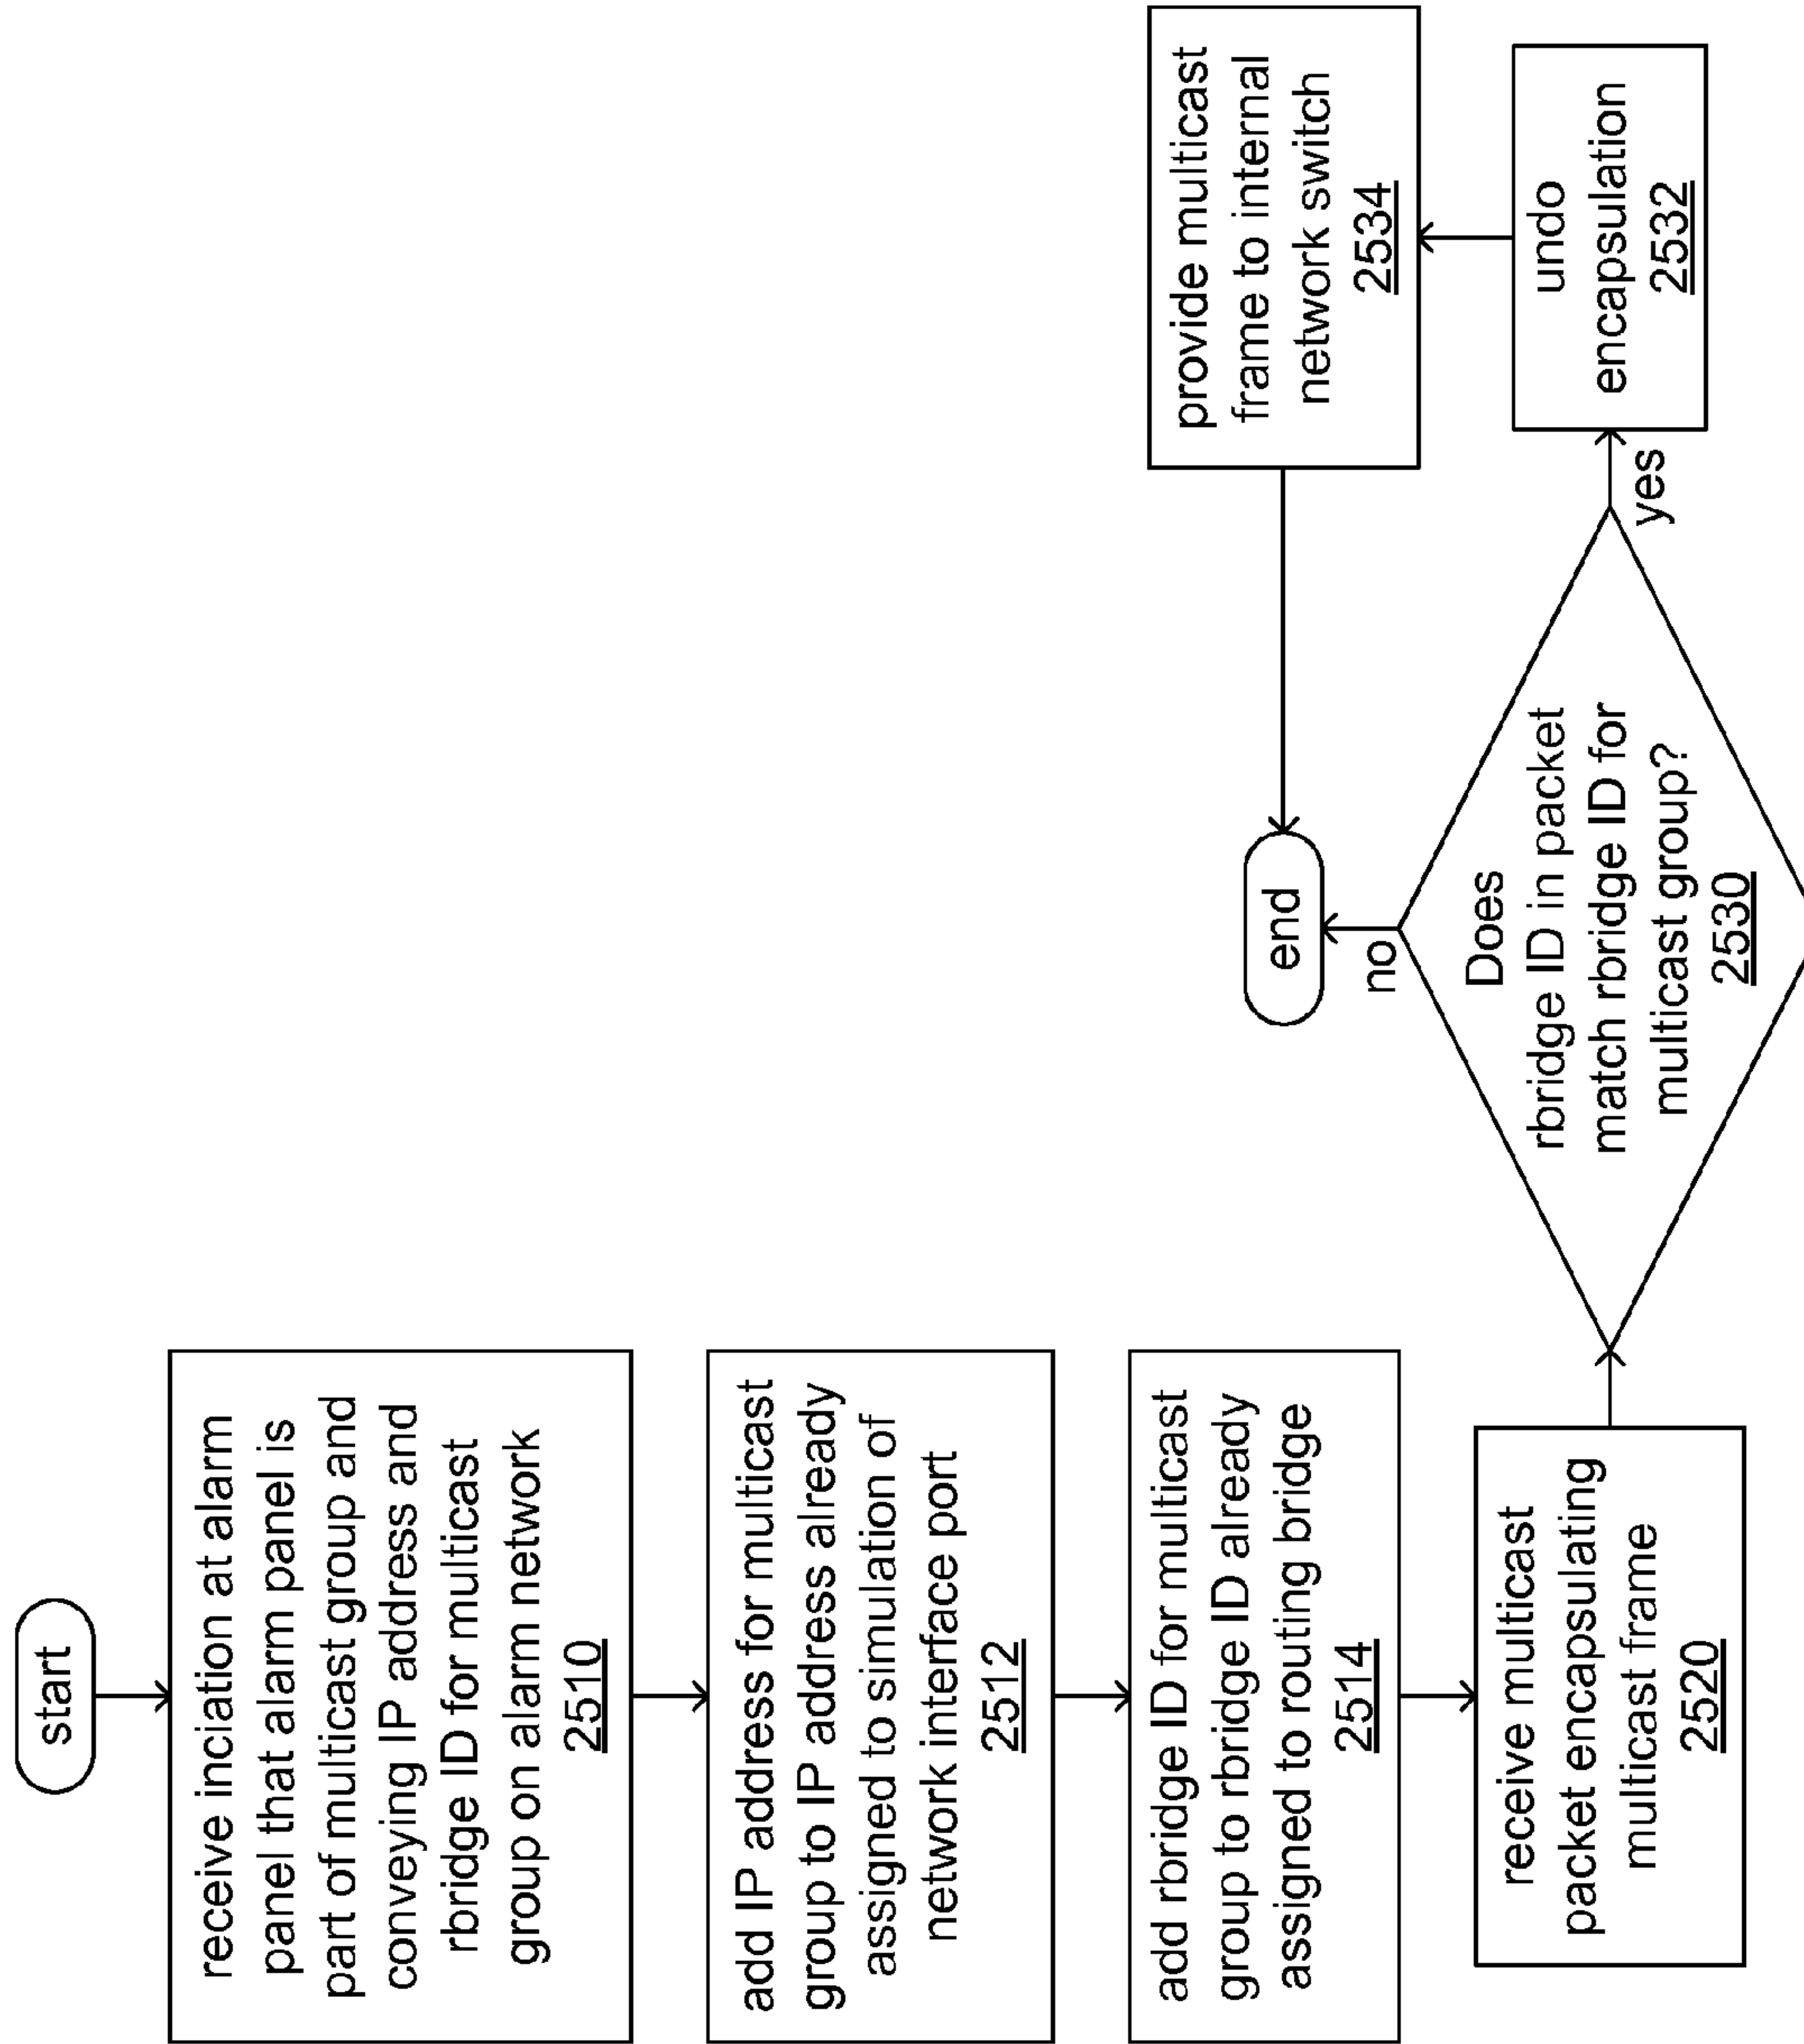 start
receive inciation at alarm
panel that alarm panel is
part of multicast group and
conveying IP address and
rbridge ID for multicast
group on alarm network
2510
add IP address for multicast
group to IP address already
assigned to simulation of
network interface port
2512
add rbridge ID for multicast
group to rbridge ID already
assigned to routing bridge
2514
receive multicast
packet encapsulating
multicast frame
2520
Does
rbridge ID in packet
match rbridge ID for
multicast group?
2530
no
end
yes
undo
encapsulation
2532
provide multicast
frame to internal
network switch
2534